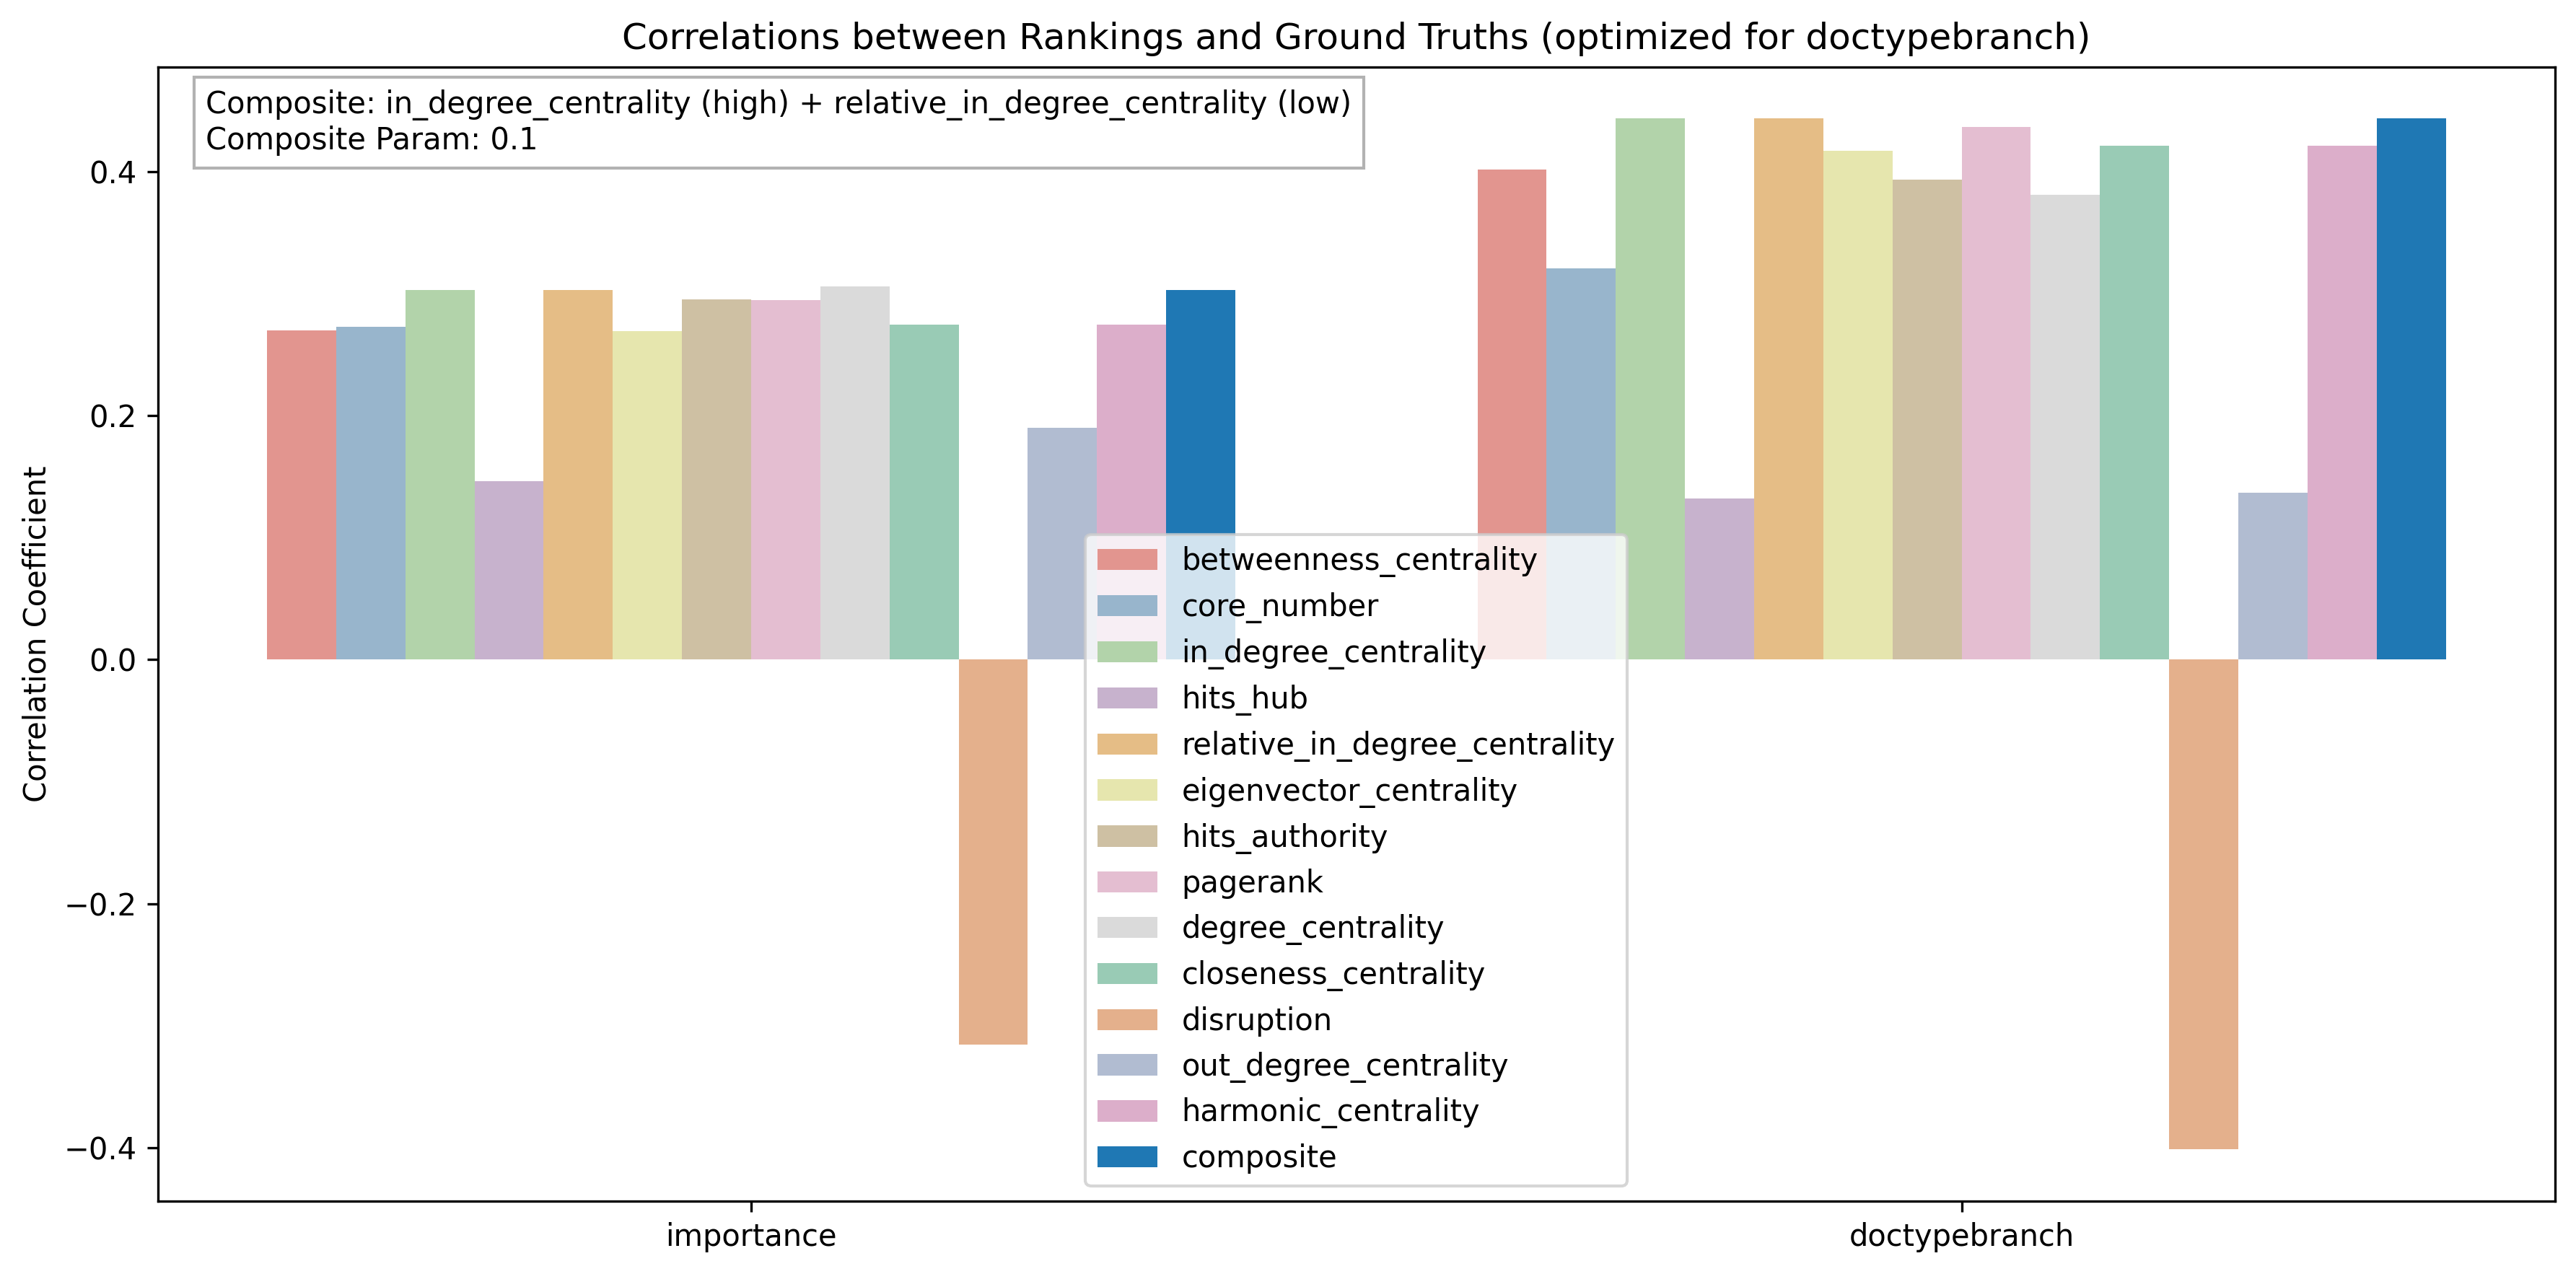 Correlations between Rankings and Ground Truths (optimized for doctypebranch)
Composite: in_degree_centrality (high) + relative_in_degree_centrality (low)
Composite Param: 0.1
Correlation Coefficient
0.4
0.2
0.0
−0.2
−0.4
betweenness_centrality
core_number
in_degree_centrality
hits_hub
relative_in_degree_centrality
eigenvector_centrality
hits_authority
pagerank
degree_centrality
closeness_centrality
disruption
out_degree_centrality
harmonic_centrality
composite
importance
doctypebranch